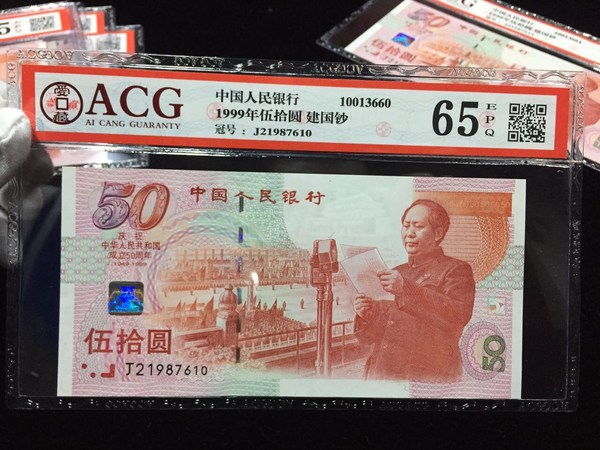 ACG
AI CANG GUARANTY
中国人民银行 10013660
1999年伍拾圆 建国钞
冠号： J21987610
65 EPQ
50
中国人民银行
庆祝
中华人民共和国
成立50周年
1949-1999
伍拾圆
J21987610
50